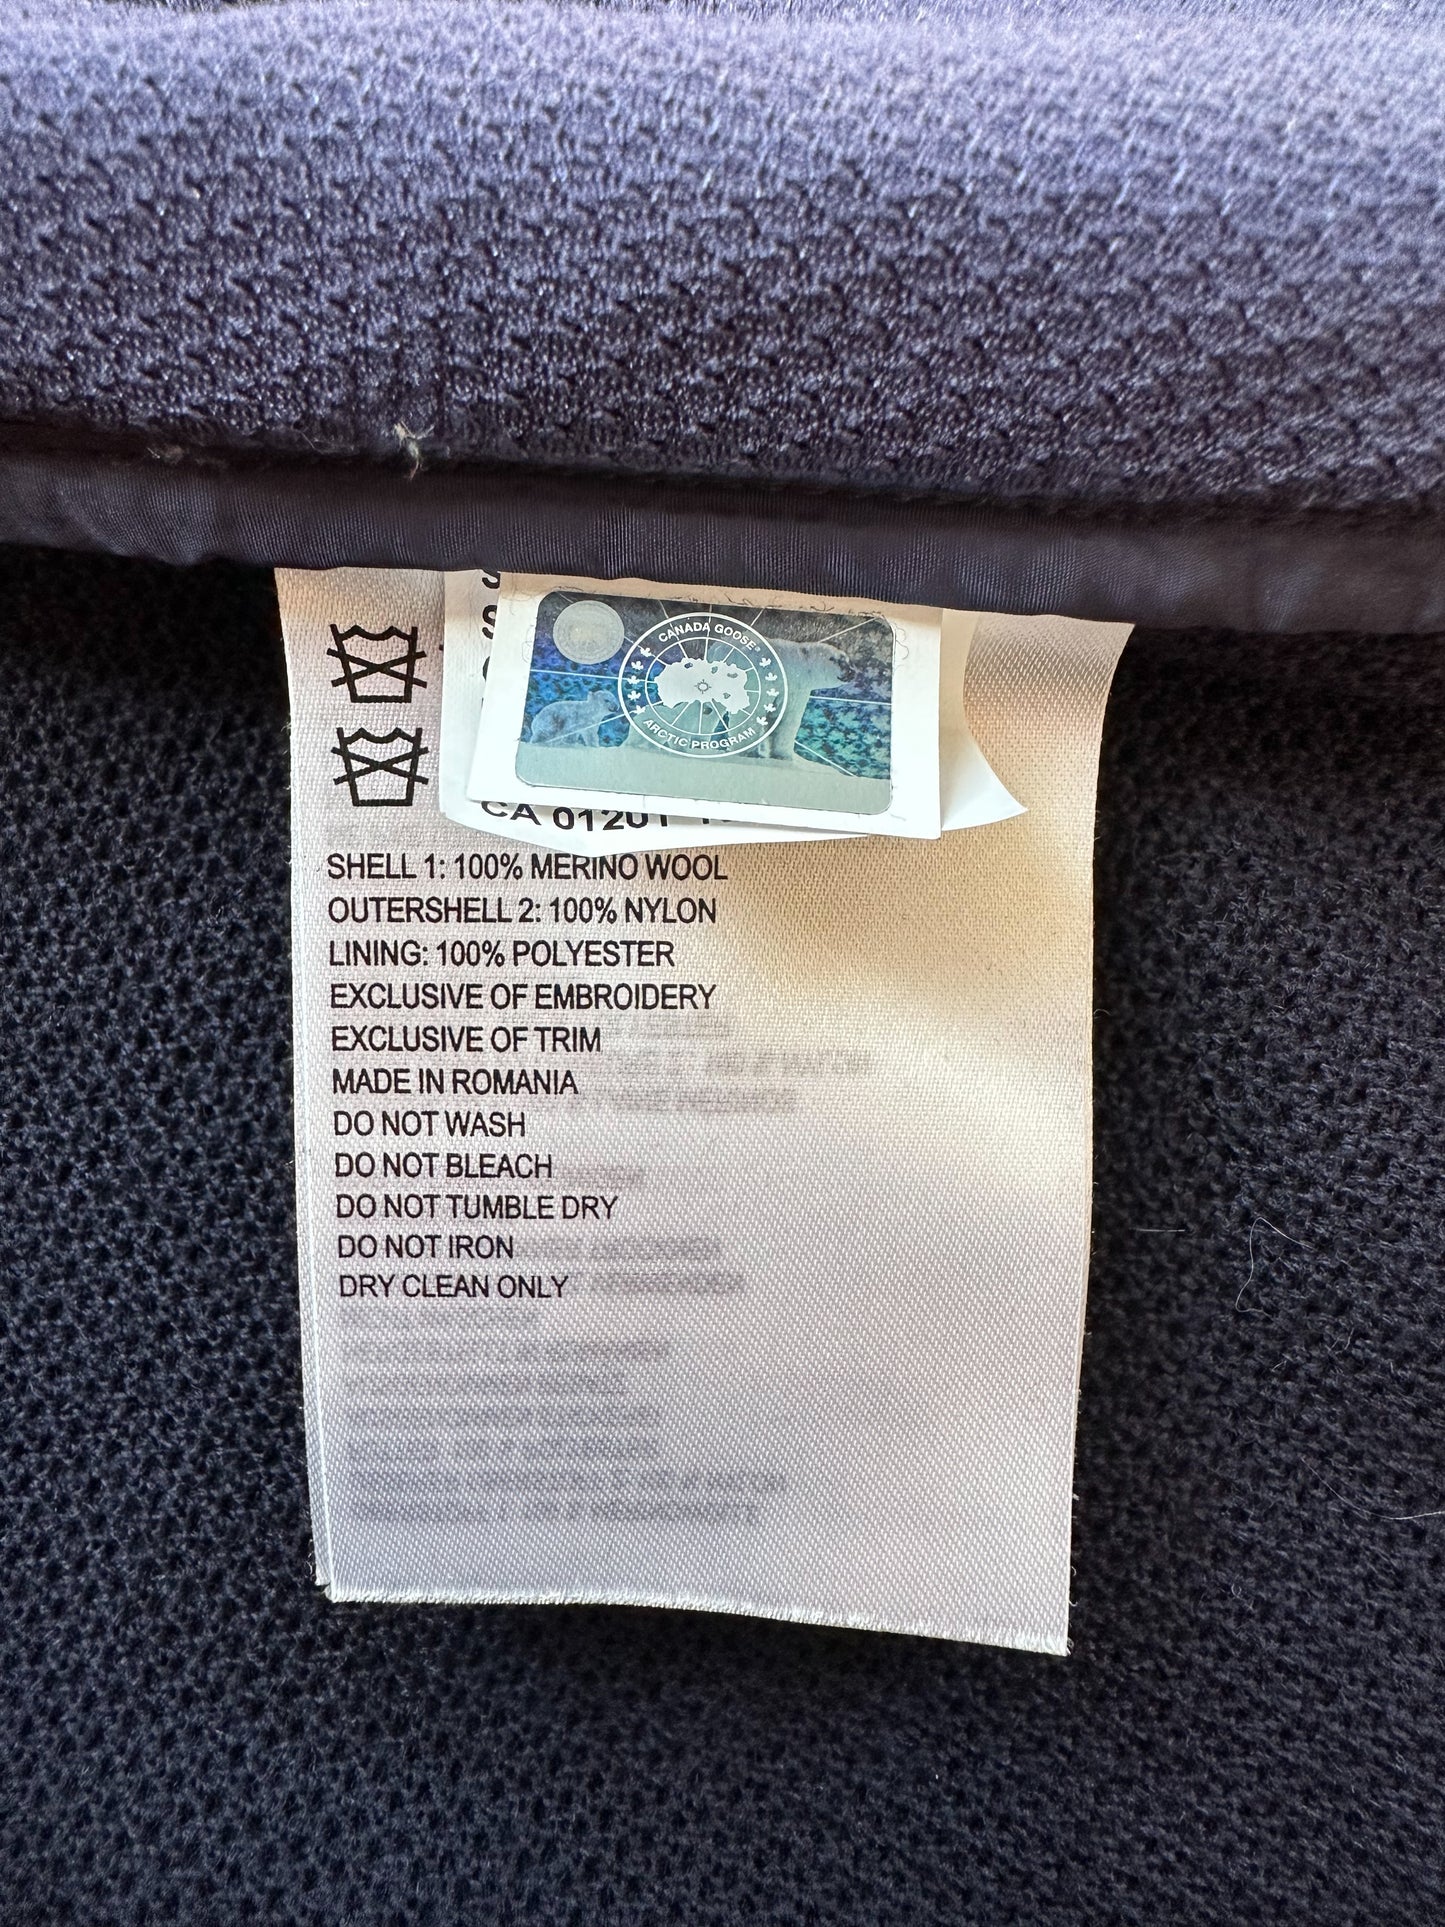 CANADA GOOSE®
ARCTIC PROGRAM
CA 01201
SHELL 1: 100% MERINO WOOL
OUTERSHELL 2: 100% NYLON
LINING: 100% POLYESTER
EXCLUSIVE OF EMBROIDERY
EXCLUSIVE OF TRIM
MADE IN ROMANIA
DO NOT WASH
DO NOT BLEACH
DO NOT TUMBLE DRY
DO NOT IRON
DRY CLEAN ONLY